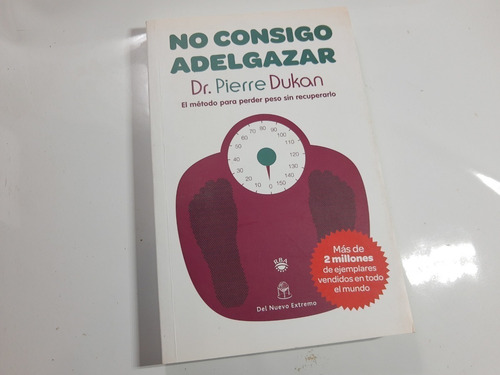 NO CONSIGO
ADELGAZAR
Dr. Pierre Dukan
El método para perder peso sin recuperarlo
80
70
90
60
100
50
110
40
120
30
130
20
140
10
0
150
Más de
2 millones
de ejemplares
vendidos en todo
el mundo
RBA
Del Nuevo Extremo